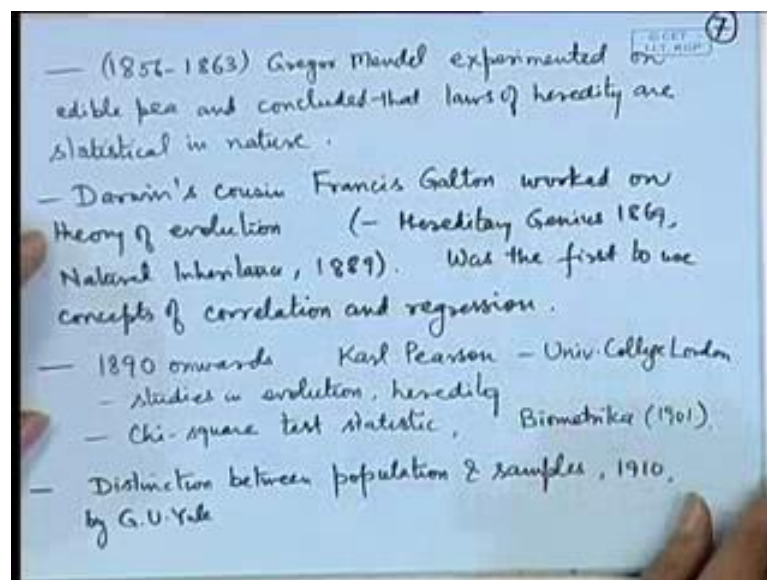 7
— (1856-1863) Gregor Mendel experimented on
edible pea and concluded that laws of heredity are
statistical in nature.
— Darwin's cousin Francis Galton worked on
theory of evolution (— Hereditary Genius 1869,
Natural Inheritance, 1889). Was the first to use
concepts of correlation and regression.
— 1890 onwards Karl Pearson – Univ. College London
– studies in evolution, heredity
– Chi-square test statistic, Biometrika (1901).
— Distinction between population & samples, 1910,
by G.U. Yule